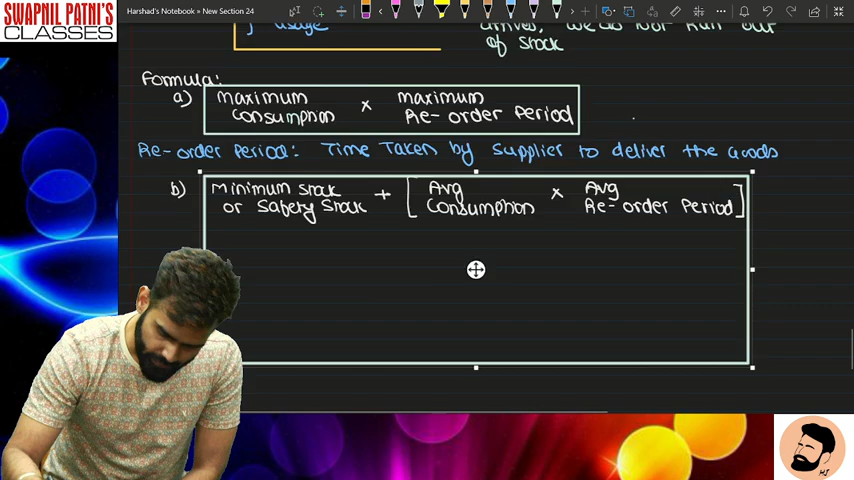 SWAPNIL PATNI'S
CLASSES
Harshad's Notebook » New Section 24
usage
arrives, we do not run out
of stock
Formula:
a) maximum Consumption × maximum Re-order Period
Re-order Period: Time Taken by supplier to deliver the Goods
b) Minimum stock or Safety Stock + [Avg Consumption × Avg Re-order Period]
HS